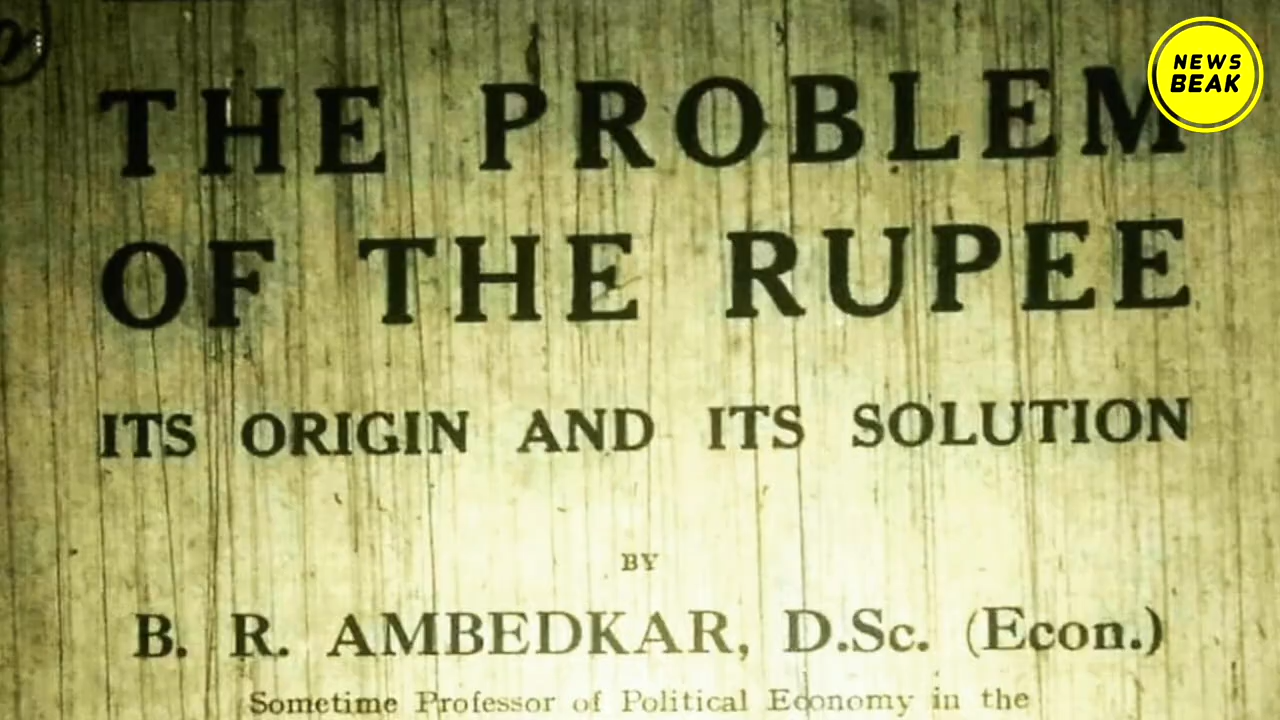 NEWS
BEAK
THE PROBLEM
OF THE RUPEE
ITS ORIGIN AND ITS SOLUTION
BY
B. R. AMBEDKAR, D.Sc. (Econ.)
Sometime Professor of Political Economy in the